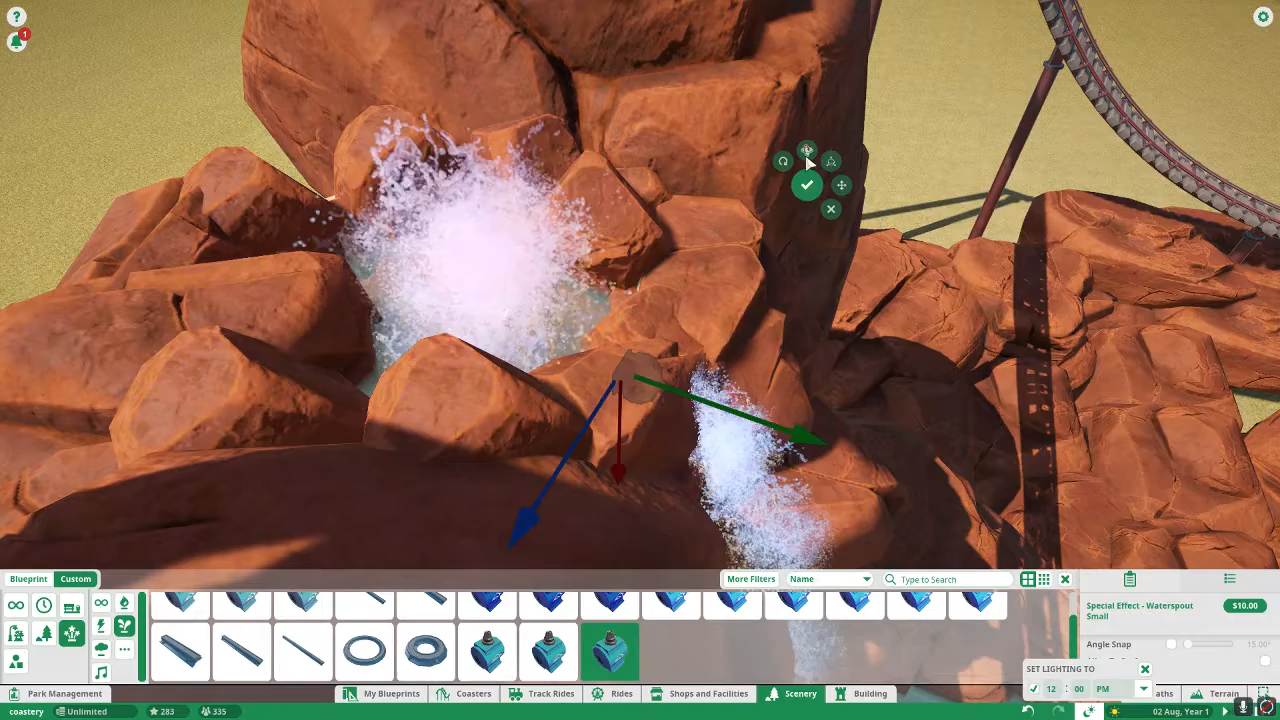 ?
1
Blueprint Custom
More Filters Name Type to Search
Special Effect - Waterspout Small $10.00
Angle Snap 15.00°
SET LIGHTING TO
12 : 00 PM
Park Management My Blueprints Coasters Track Rides Rides Shops and Facilities Scenery Building aths Terrain
coastery Unlimited 283 335 02 Aug, Year 1